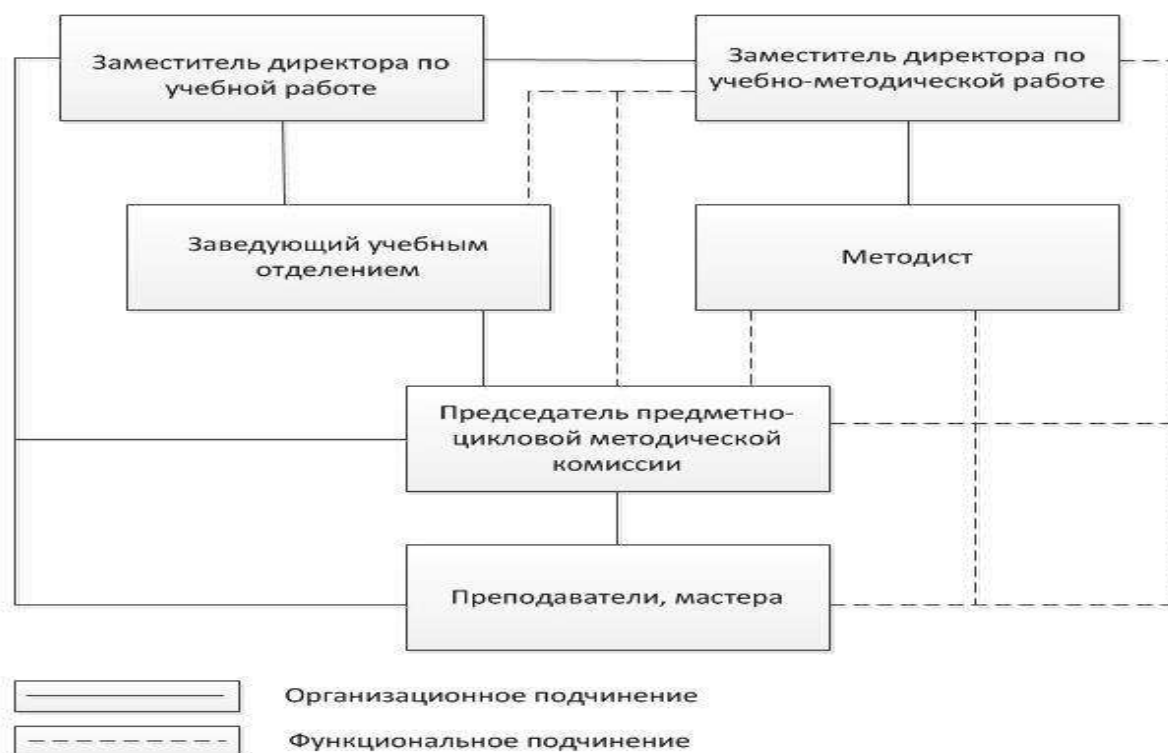 Заместитель директора по
учебной работе
Заместитель директора по
учебно-методической работе
Заведующий учебным
отделением
Методист
Председатель предметно-
цикловой методической
комиссии
Преподаватели, мастера
Организационное подчинение
Функциональное подчинение